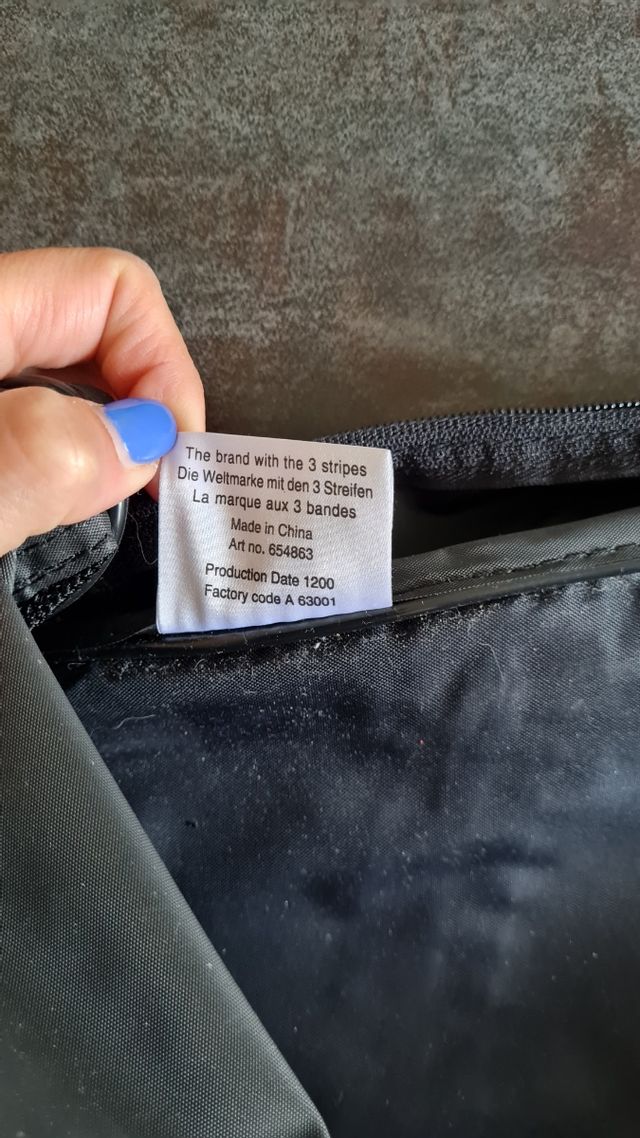 The brand with the 3 stripes
Die Weltmarke mit den 3 Streifen
La marque aux 3 bandes
Made in China
Art no. 654863
Production Date 1200
Factory code A 63001